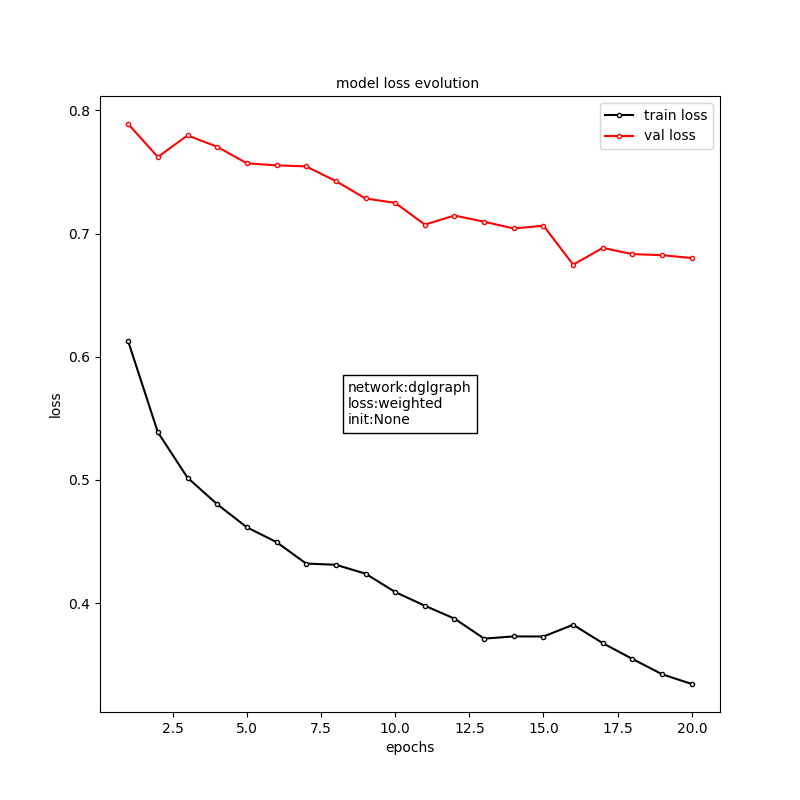 model loss evolution
train loss
val loss
0.8
0.7
0.6
0.5
0.4
loss
network:dglgraph
loss:weighted
init:None
2.5 5.0 7.5 10.0 12.5 15.0 17.5 20.0
epochs